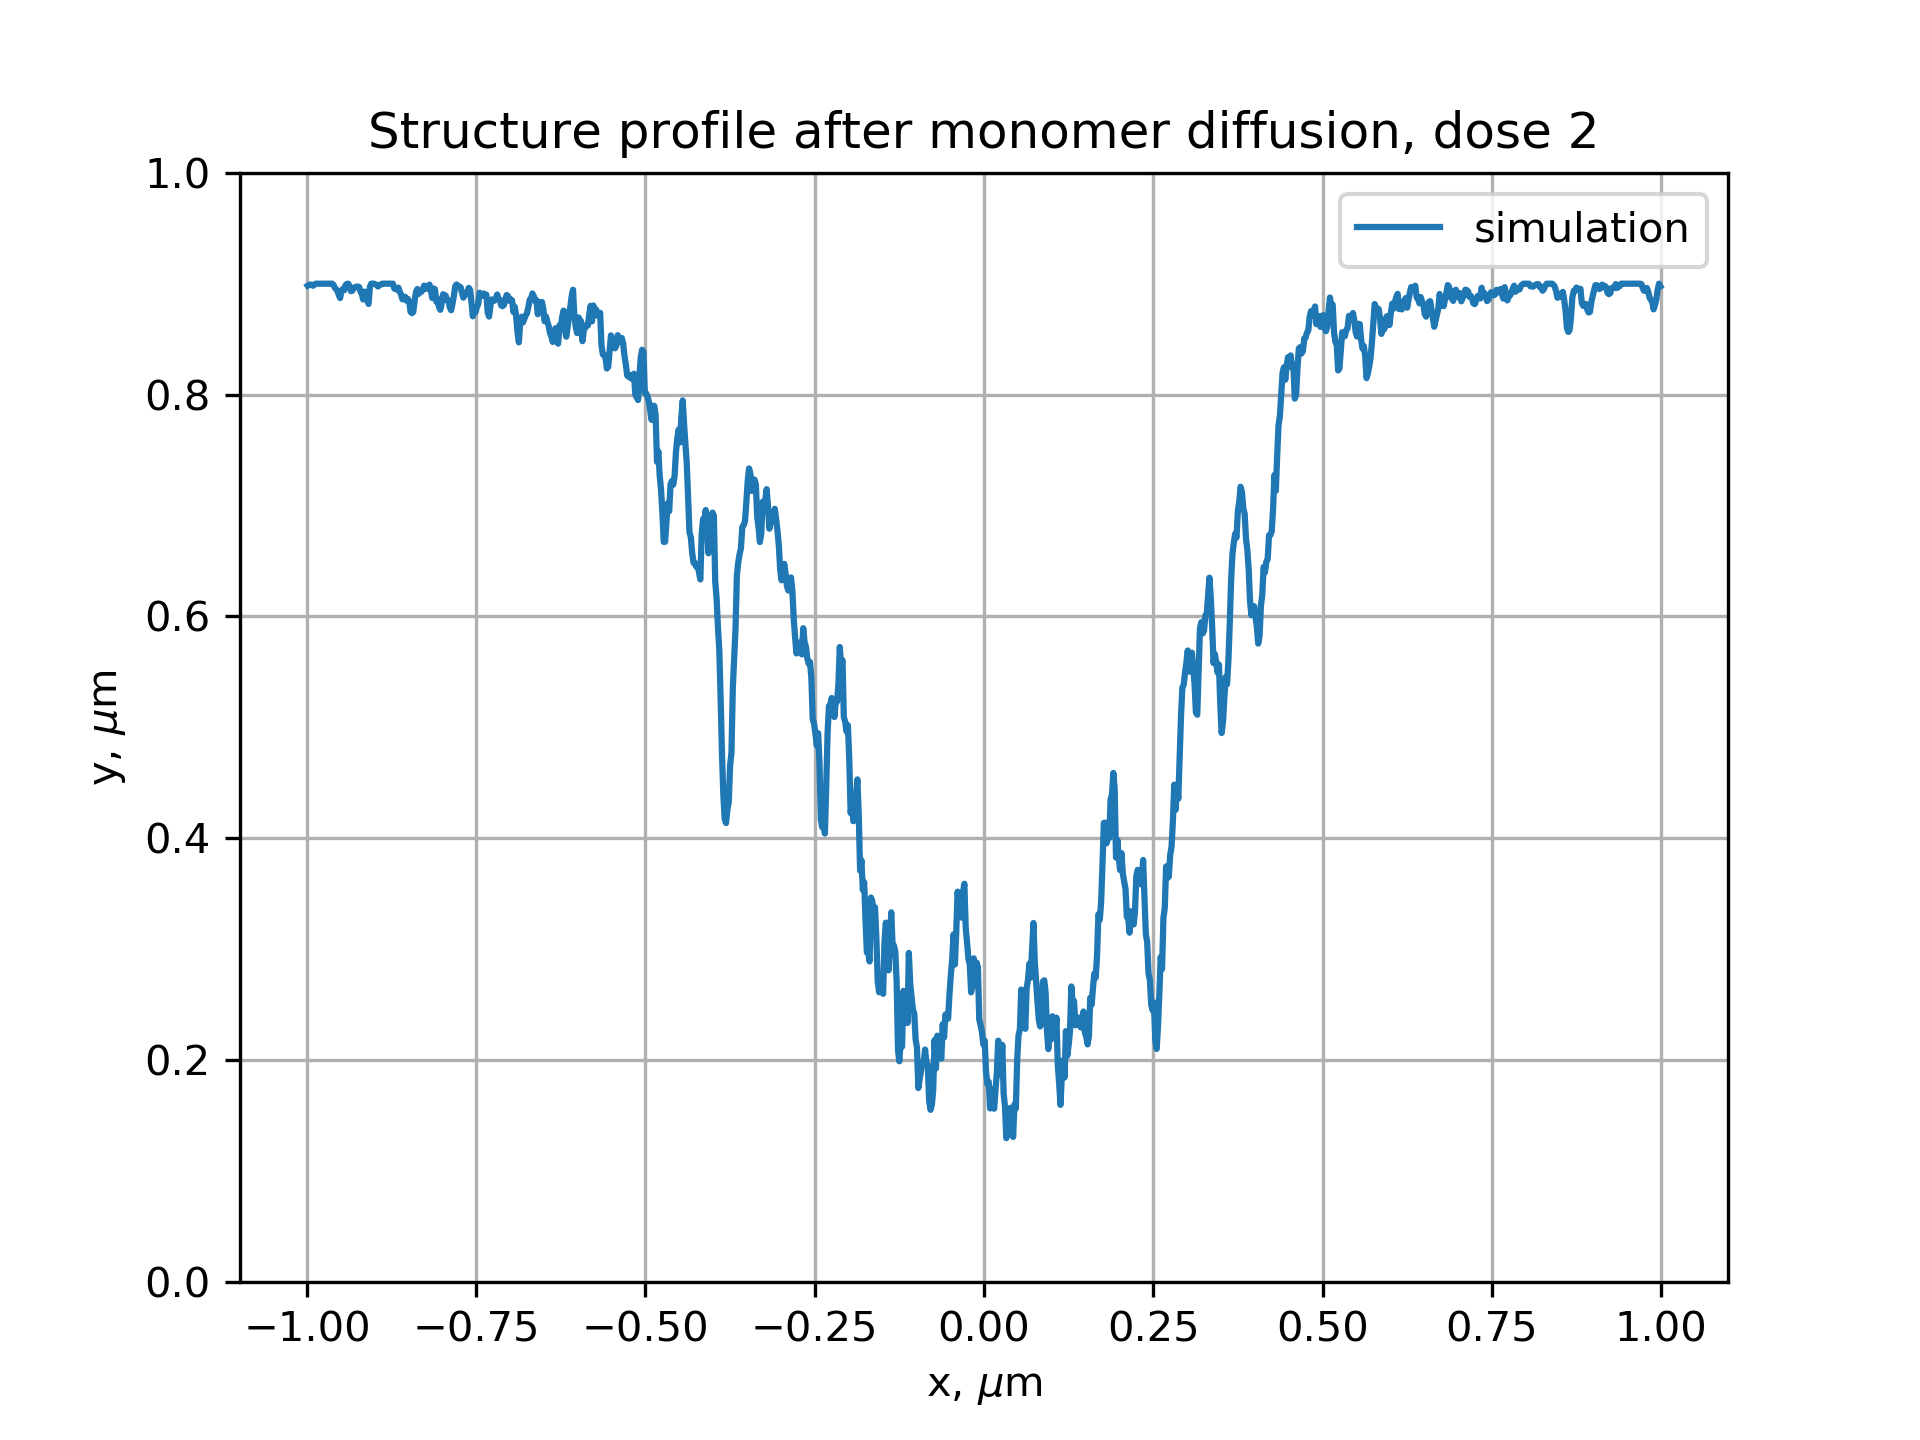 Structure profile after monomer diffusion, dose 2
1.0
simulation
0.8
0.6
y, μm
0.4
0.2
0.0
−1.00 −0.75 −0.50 −0.25 0.00 0.25 0.50 0.75 1.00
x, μm